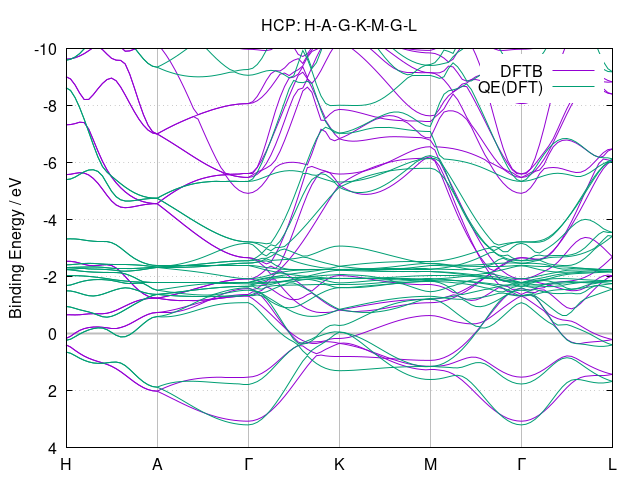 HCP: H-A-G-K-M-G-L
-10
DFTB
QE(DFT)
-8
-6
-4
-2
0
2
4
Binding Energy / eV
H A Γ K M Γ L